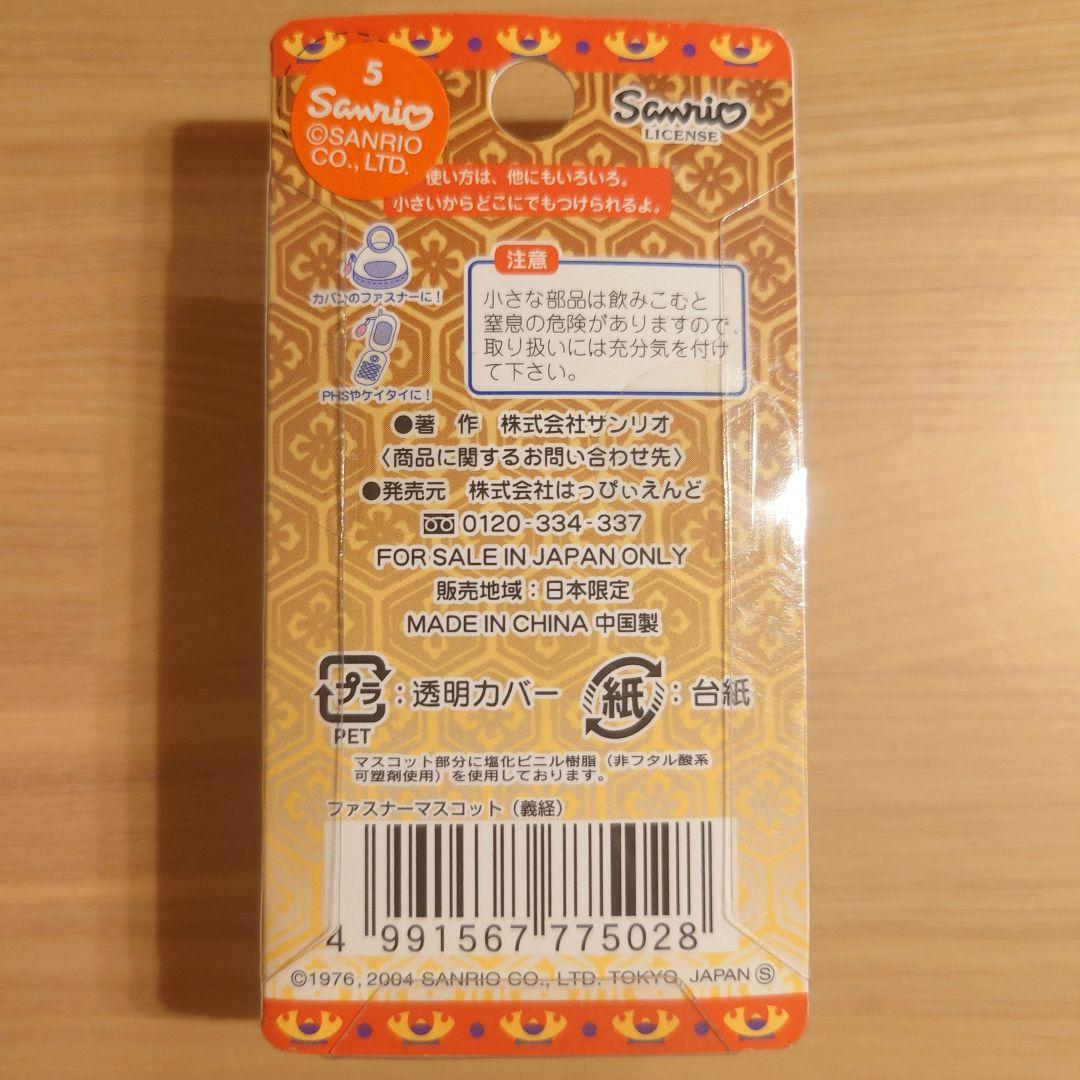 5
Sanrio
©SANRIO
CO., LTD.
Sanrio
LICENSE
使い方は、他にもいろいろ。
小さいからどこにでもつけられるよ。
カバンのファスナーに！
PHSやケイタイに！
注意
小さな部品は飲みこむと
窒息の危険がありますので、
取り扱いには充分気を付け
て下さい。
●著　作　株式会社サンリオ
〈商品に関するお問い合わせ先〉
●発売元　株式会社はっぴぃえんど
0120-334-337
FOR SALE IN JAPAN ONLY
販売地域：日本限定
MADE IN CHINA 中国製
プラ：透明カバー
PET
紙：台紙
マスコット部分に塩化ビニル樹脂（非フタル酸系
可塑剤使用）を使用しております。
ファスナーマスコット（義経）
4 991567 775028
©1976, 2004 SANRIO CO., LTD. TOKYO, JAPAN Ⓢ